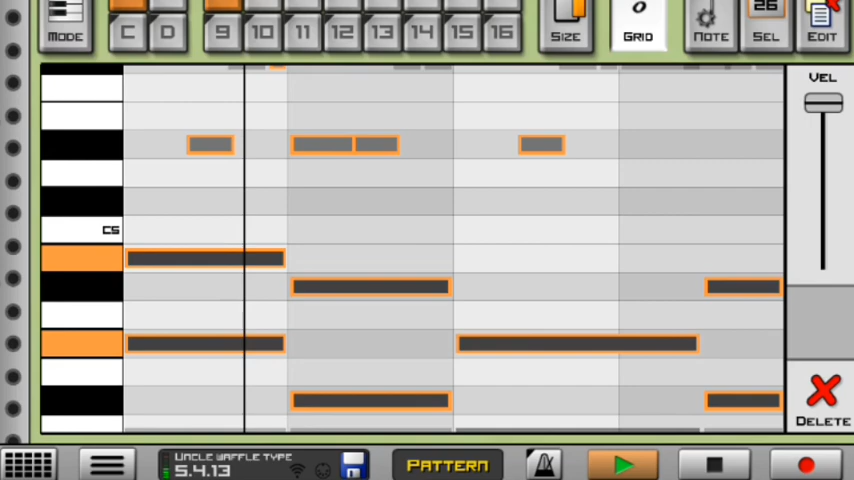 MODE
C D
9 10 11 12 13 14 15 16
SIZE
GRID
NOTE
26
SEL
EDIT
VEL
C5
DELETE
UNCLE WAFFLE TYPE
5.4.13
PATTERN